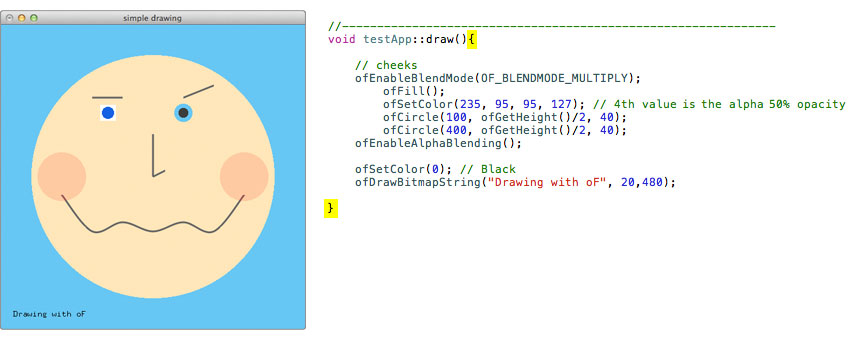 simple drawing
Drawing with oF
//--------------------------------------------------------------
void testApp::draw(){
// cheeks
ofEnableBlendMode(OF_BLENDMODE_MULTIPLY);
ofFill();
ofSetColor(235, 95, 95, 127); // 4th value is the alpha 50% opacity
ofCircle(100, ofGetHeight()/2, 40);
ofCircle(400, ofGetHeight()/2, 40);
ofEnableAlphaBlending();
ofSetColor(0); // Black
ofDrawBitmapString("Drawing with oF", 20,480);
}